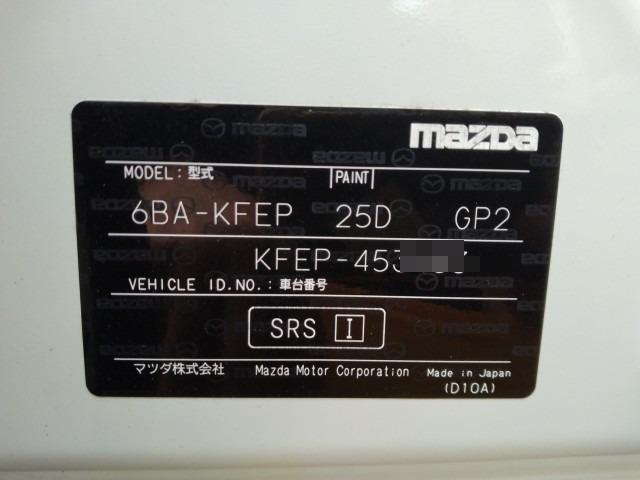 mazDa
MODEL: 型式 PAINT
6BA-KFEP 25D GP2
KFEP-453
VEHICLE ID.NO.: 車台番号
SRS I
マツダ株式会社 Mazda Motor Corporation Made in Japan
(D10A)